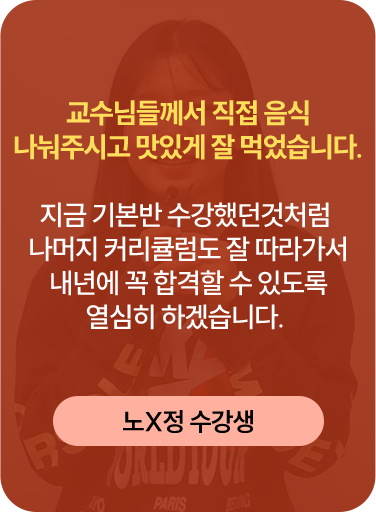 교수님들께서 직접 음식
나눠주시고 맛있게 잘 먹었습니다.
지금 기본반 수강했던것처럼
나머지 커리큘럼도 잘 따라가서
내년에 꼭 합격할 수 있도록
열심히 하겠습니다.
노X정 수강생
WORLD TOUR
PARIS